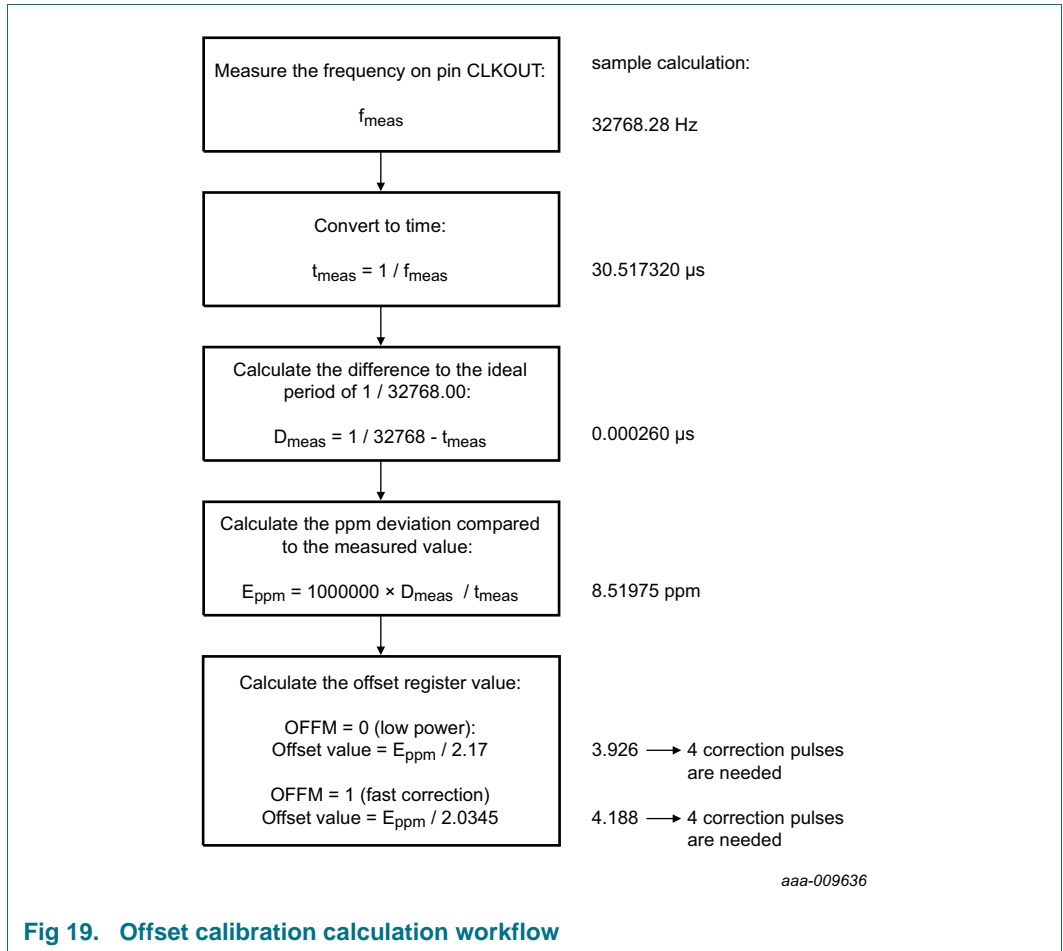 Measure the frequency on pin CLKOUT:
fmeas
sample calculation:
32768.28 Hz
Convert to time:
tmeas = 1 / fmeas
30.517320 µs
Calculate the difference to the ideal
period of 1 / 32768.00:
Dmeas = 1 / 32768 - tmeas
0.000260 µs
Calculate the ppm deviation compared
to the measured value:
Eppm = 1000000 × Dmeas / tmeas
8.51975 ppm
Calculate the offset register value:
OFFM = 0 (low power):
Offset value = Eppm / 2.17
3.926 → 4 correction pulses
are needed
OFFM = 1 (fast correction)
Offset value = Eppm / 2.0345
4.188 → 4 correction pulses
are needed
aaa-009636
Fig 19. Offset calibration calculation workflow